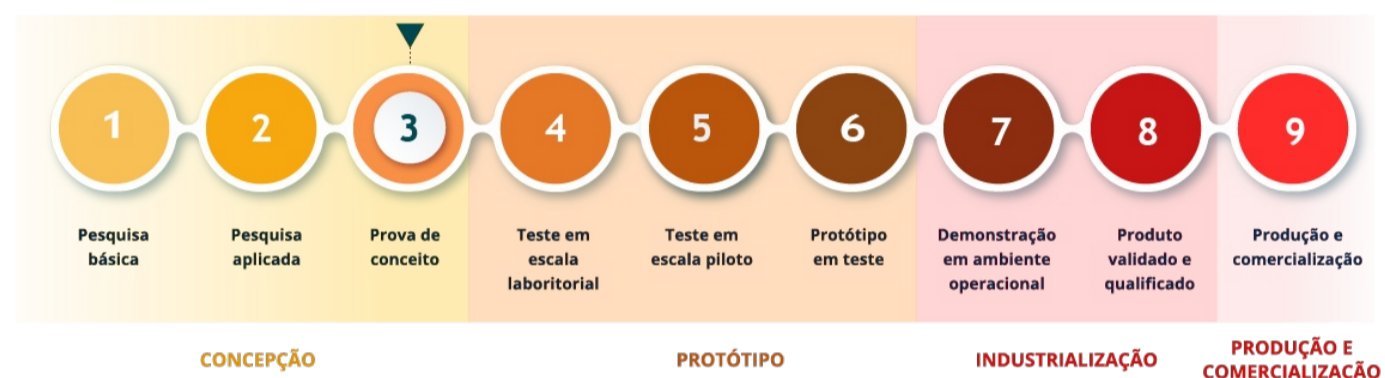 1
2
3
4
5
6
7
8
9
Pesquisa
básica
Pesquisa
aplicada
Prova de
conceito
Teste em
escala
laboritorial
Teste em
escala piloto
Protótipo
em teste
Demonstração
em ambiente
operacional
Produto
validado e
qualificado
Produção e
comercialização
CONCEPÇÃO
PROTÓTIPO
INDUSTRIALIZAÇÃO
PRODUÇÃO E
COMERCIALIZAÇÃO